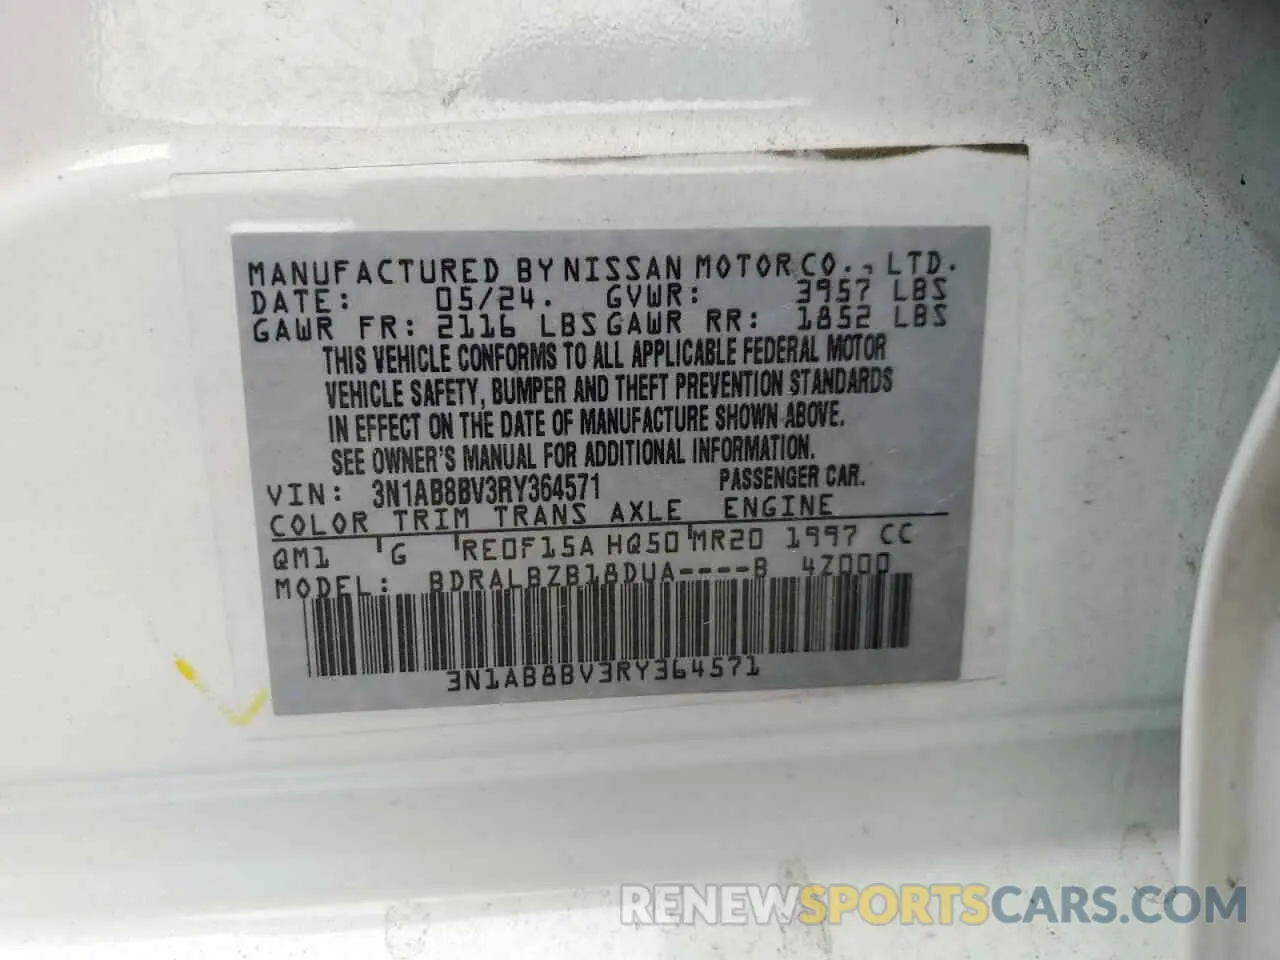 MANUFACTURED BY NISSAN MOTOR CO., LTD.
DATE: 05/24. GVWR: 3957 LBS
GAWR FR: 2116 LBS GAWR RR: 1852 LBS
THIS VEHICLE CONFORMS TO ALL APPLICABLE FEDERAL MOTOR
VEHICLE SAFETY, BUMPER AND THEFT PREVENTION STANDARDS
IN EFFECT ON THE DATE OF MANUFACTURE SHOWN ABOVE.
SEE OWNER'S MANUAL FOR ADDITIONAL INFORMATION.
VIN: 3N1AB8BV3RY364571 PASSENGER CAR.
COLOR TRIM TRANS AXLE ENGINE
QM1 G RE0F15A HQ50 MR20 1997 CC
MODEL: BDRALBZB18DUA----B 4Z000
3N1AB8BV3RY364571
RENEWSPORTSCARS.COM